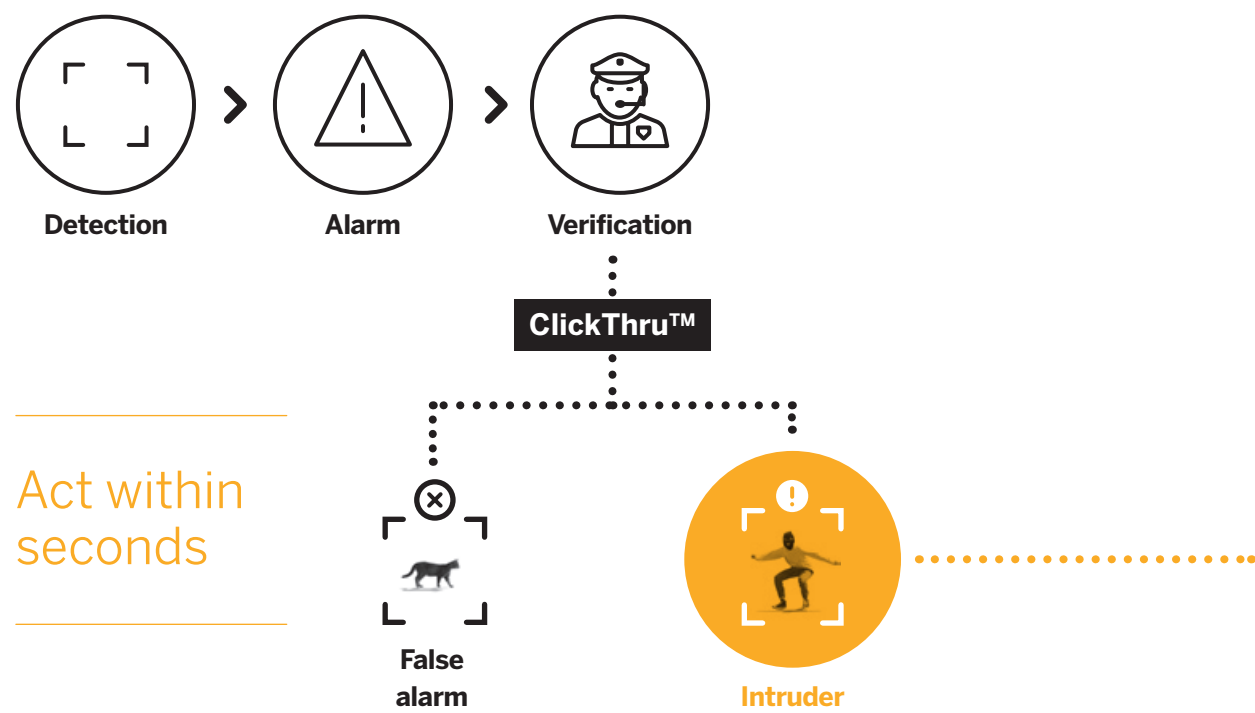 Detection
Alarm
Verification
ClickThru™
Act within
seconds
False
alarm
Intruder